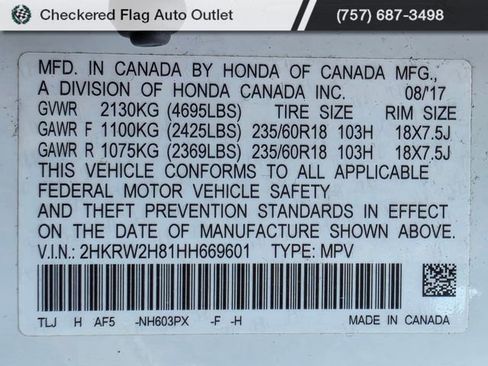 Checkered Flag Auto Outlet (757) 687-3498
MFD. IN CANADA BY HONDA OF CANADA MFG.,
A DIVISION OF HONDA CANADA INC. 08/'17
GVWR 2130KG (4695LBS) TIRE SIZE RIM SIZE
GAWR F 1100KG (2425LBS) 235/60R18 103H 18X7.5J
GAWR R 1075KG (2369LBS) 235/60R18 103H 18X7.5J
THIS VEHICLE CONFORMS TO ALL APPLICABLE
FEDERAL MOTOR VEHICLE SAFETY
AND THEFT PREVENTION STANDARDS IN EFFECT
ON THE DATE OF MANUFACTURE SHOWN ABOVE.
V.I.N.: 2HKRW2H81HH669601 TYPE: MPV
TLJ H AF5 -NH603PX -F -H MADE IN CANADA